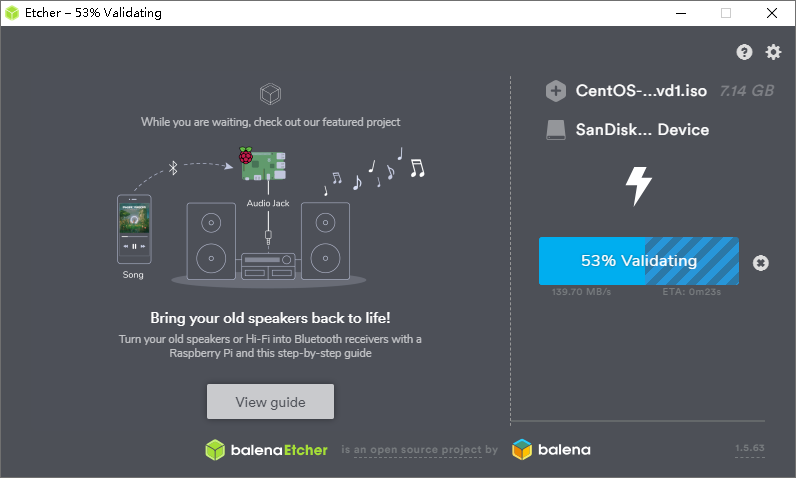 Etcher – 53% Validating
While you are waiting, check out our featured project
Audio Jack
Song
Bring your old speakers back to life!
Turn your old speakers or Hi-Fi into Bluetooth receivers with a
Raspberry Pi and this step-by-step guide
View guide
CentOS-...vd1.iso 7.14 GB
SanDisk... Device
53% Validating
139.70 MB/s ETA: 0m23s
balenaEtcher is an open source project by balena 1.5.63